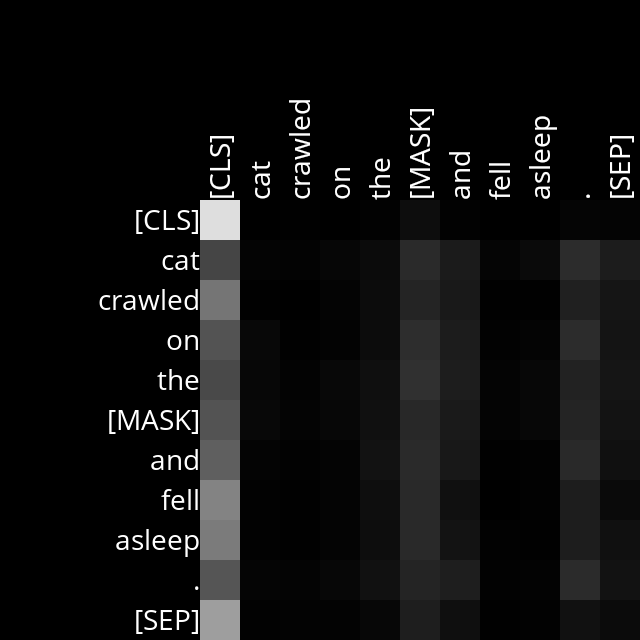 [CLS] cat crawled on the [MASK] and fell asleep . [SEP]
[CLS]
cat
crawled
on
the
[MASK]
and
fell
asleep
.
[SEP]